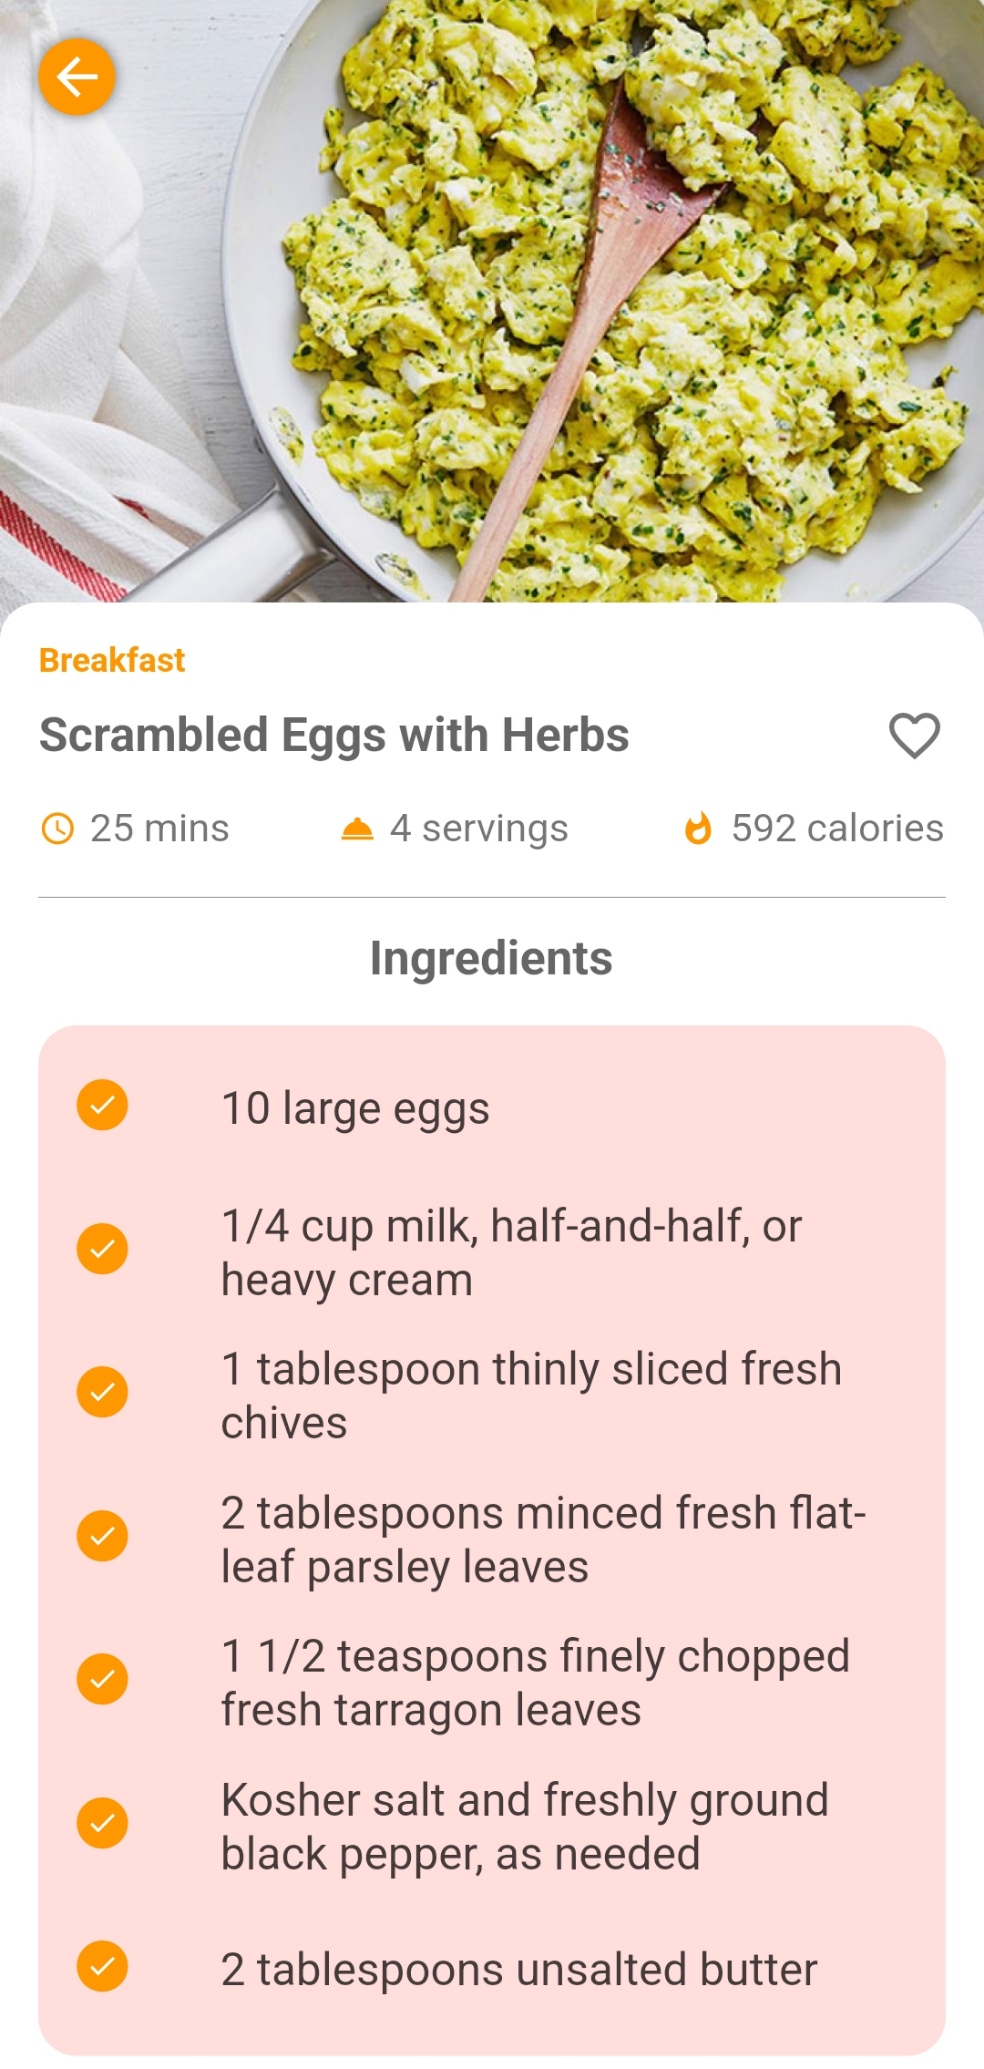 Breakfast
Scrambled Eggs with Herbs
25 mins
4 servings
592 calories
Ingredients
10 large eggs
1/4 cup milk, half-and-half, or
heavy cream
1 tablespoon thinly sliced fresh
chives
2 tablespoons minced fresh flat-
leaf parsley leaves
1 1/2 teaspoons finely chopped
fresh tarragon leaves
Kosher salt and freshly ground
black pepper, as needed
2 tablespoons unsalted butter